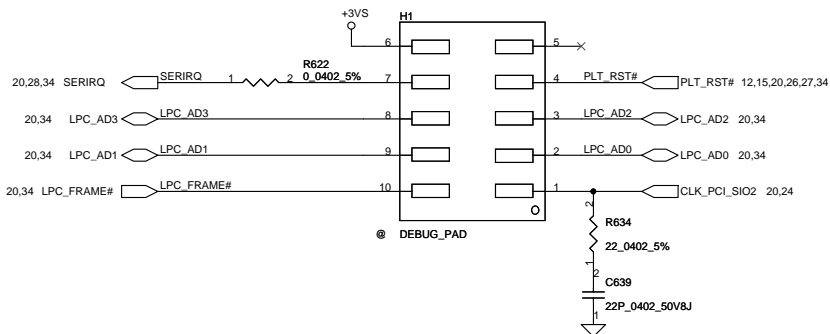 +3VS
H1
6
5
R622
0_0402_5%
20,28,34 SERIRQ
SERIRQ
1
2
7
4
PLT_RST#
PLT_RST# 12,15,20,26,27,34
20,34 LPC_AD3
LPC_AD3
8
3
LPC_AD2
LPC_AD2 20,34
20,34 LPC_AD1
LPC_AD1
9
2
LPC_AD0
LPC_AD0 20,34
20,34 LPC_FRAME#
LPC_FRAME#
10
1
CLK_PCI_SIO2 20,24
@ DEBUG_PAD
2
R634
22_0402_5%
1
2
C639
22P_0402_50V8J
1